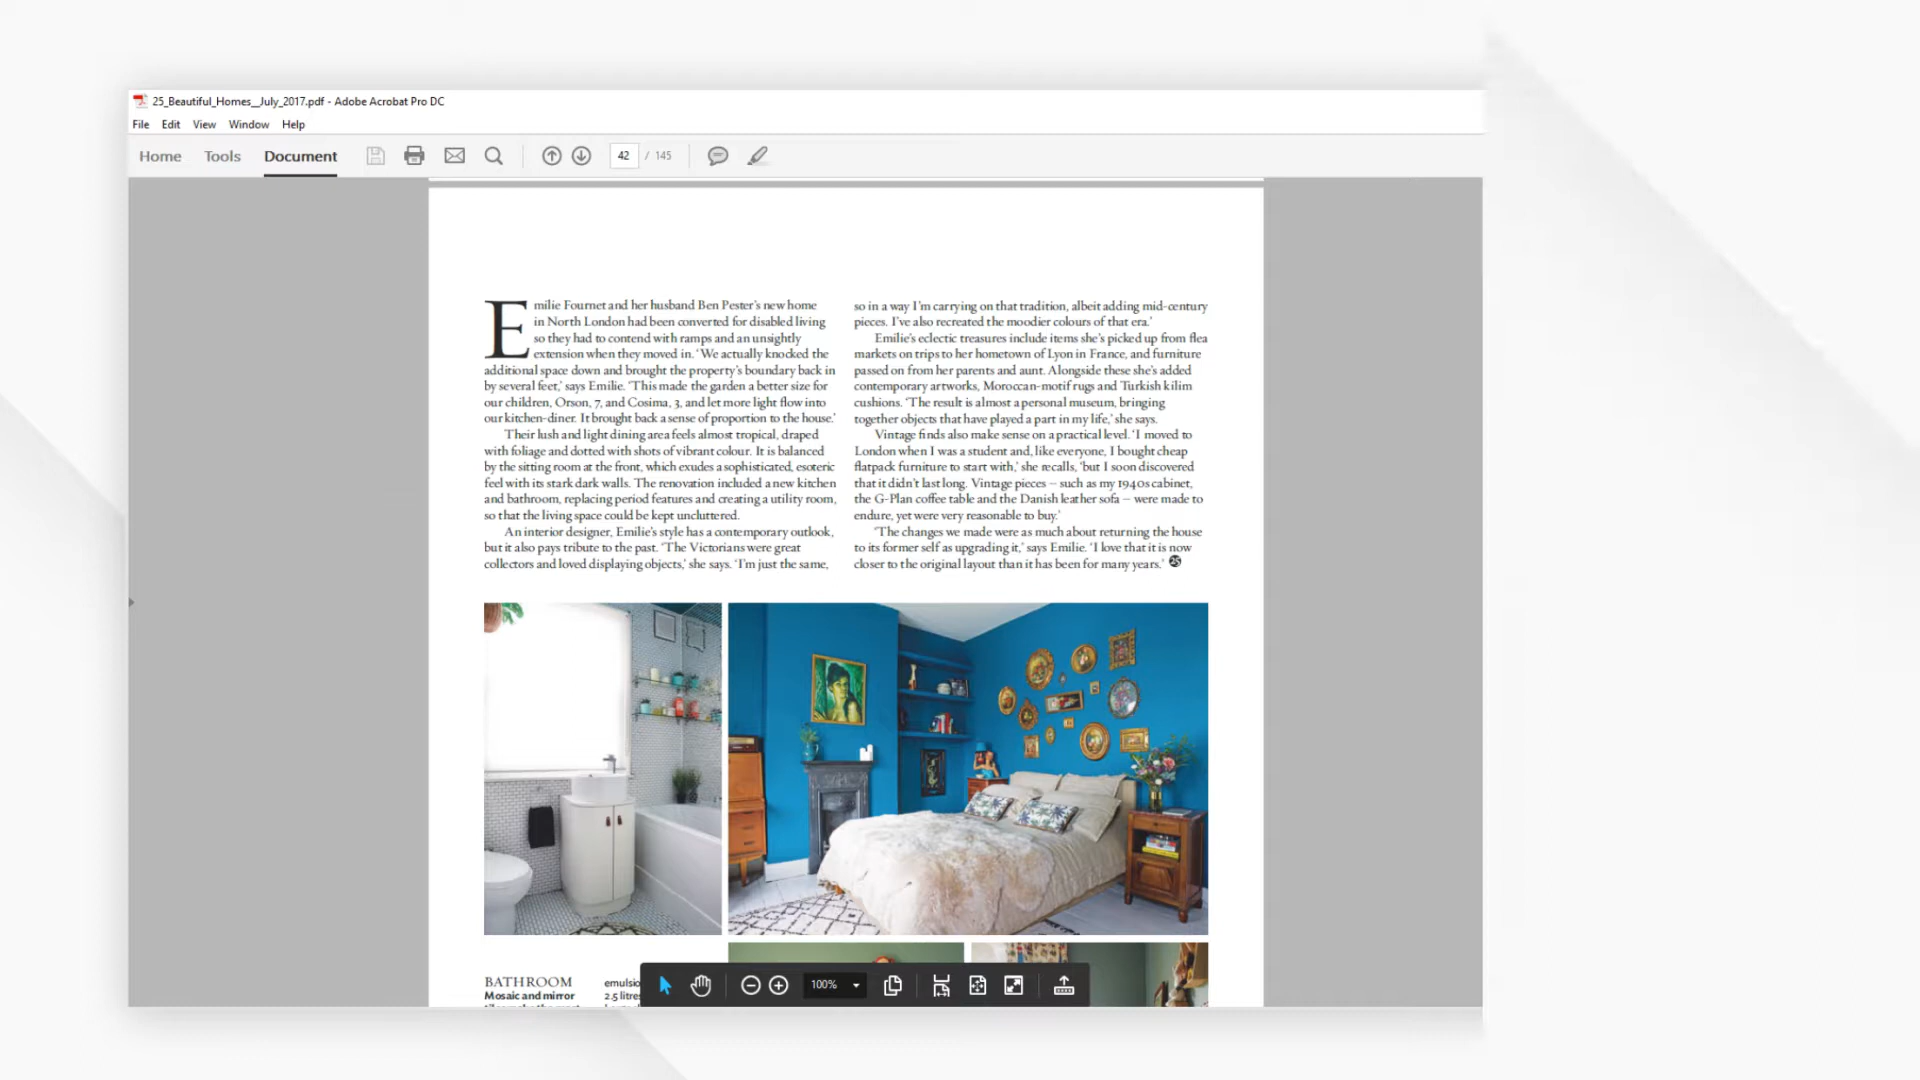 25_Beautiful_Homes__July_2017.pdf - Adobe Acrobat Pro DC
File Edit View Window Help
Home Tools Document 42 / 145
Emilie Fournet and her husband Ben Pester's new home
in North London had been converted for disabled living
so they had to contend with ramps and an unsightly
extension when they moved in. 'We actually knocked the
additional space down and brought the property's boundary back in
by several feet,' says Emilie. 'This made the garden a better size for
our children, Orson, 7, and Cosima, 3, and let more light flow into
our kitchen-diner. It brought back a sense of proportion to the house.'
Their lush and light dining area feels almost tropical, draped
with foliage and dotted with shots of vibrant colour. It is balanced
by the sitting room at the front, which exudes a sophisticated, esoteric
feel with its stark dark walls. The renovation included a new kitchen
and bathroom, replacing period features and creating a utility room,
so that the living space could be kept uncluttered.
An interior designer, Emilie's style has a contemporary outlook,
but it also pays tribute to the past. 'The Victorians were great
collectors and loved displaying objects,' she says. 'I'm just the same,
so in a way I'm carrying on that tradition, albeit adding mid-century
pieces. I've also recreated the moodier colours of that era.'
Emilie's eclectic treasures include items she's picked up from flea
markets on trips to her hometown of Lyon in France, and furniture
passed on from her parents and aunt. Alongside these she's added
contemporary artworks, Moroccan-motif rugs and Turkish kilim
cushions. 'The result is almost a personal museum, bringing
together objects that have played a part in my life,' she says.
Vintage finds also make sense on a practical level. 'I moved to
London when I was a student and, like everyone, I bought cheap
flatpack furniture to start with,' she recalls, 'but I soon discovered
that it didn't last long. Vintage pieces – such as my 1940s cabinet,
the G-Plan coffee table and the Danish leather sofa – were made to
endure, yet were very reasonable to buy.'
'The changes we made were as much about returning the house
to its former self as upgrading it,' says Emilie. 'I love that it is now
closer to the original layout than it has been for many years.' 25
BATHROOM
Mosaic and mirror
emulsio
2.5 litres
100%